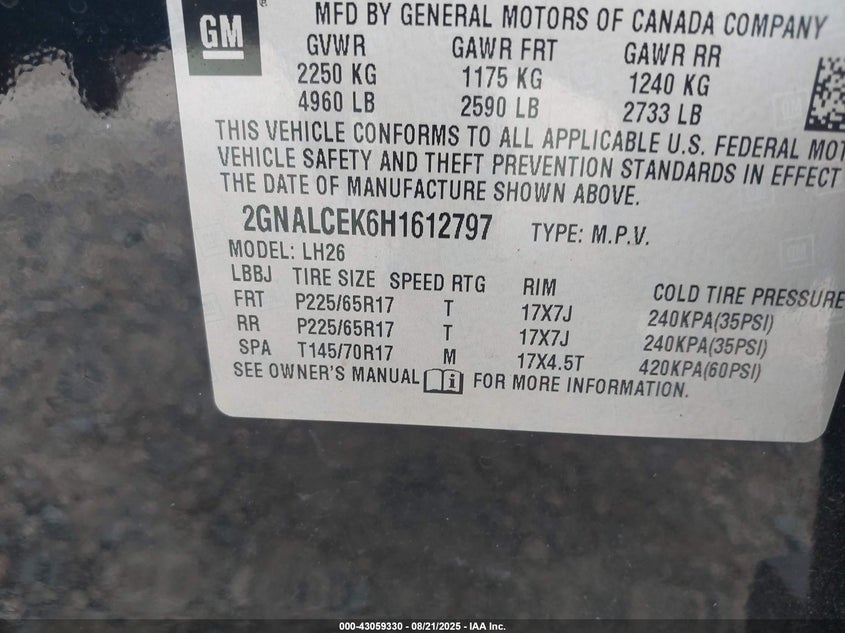 GM
MFD BY GENERAL MOTORS OF CANADA COMPANY
GVWR GAWR FRT GAWR RR
2250 KG 1175 KG 1240 KG
4960 LB 2590 LB 2733 LB
THIS VEHICLE CONFORMS TO ALL APPLICABLE U.S. FEDERAL MOT
VEHICLE SAFETY AND THEFT PREVENTION STANDARDS IN EFFECT
THE DATE OF MANUFACTURE SHOWN ABOVE.
2GNALCEK6H1612797 TYPE: M.P.V.
MODEL: LH26
LBBJ TIRE SIZE SPEED RTG RIM COLD TIRE PRESSURE
FRT P225/65R17 T 17X7J 240KPA(35PSI)
RR P225/65R17 T 17X7J 240KPA(35PSI)
SPA T145/70R17 M 17X4.5T 420KPA(60PSI)
SEE OWNER'S MANUAL FOR MORE INFORMATION.
000-43059330 - 08/21/2025 - IAA Inc.